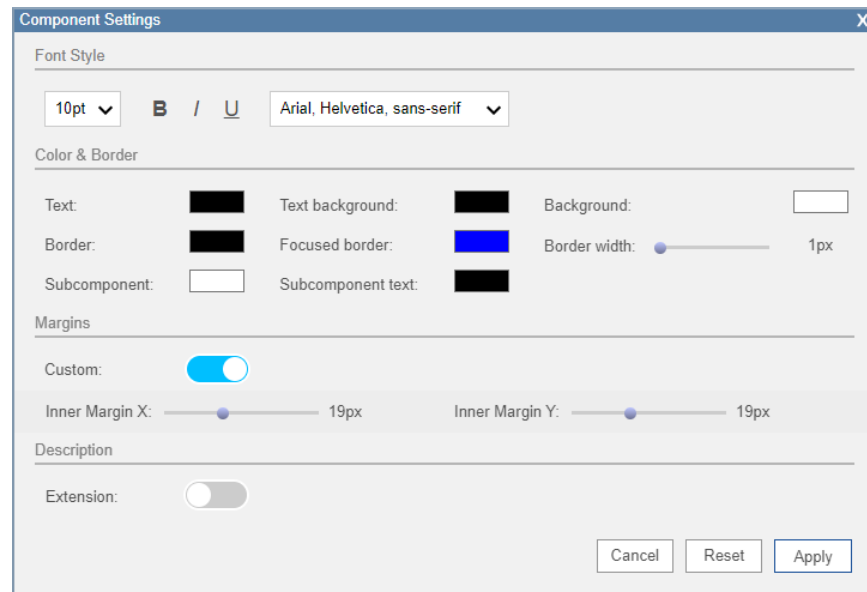 Component Settings X
Font Style
10pt B I U Arial, Helvetica, sans-serif
Color & Border
Text: Text background: Background:
Border: Focused border: Border width: 1px
Subcomponent: Subcomponent text:
Margins
Custom:
Inner Margin X: 19px Inner Margin Y: 19px
Description
Extension:
Cancel Reset Apply